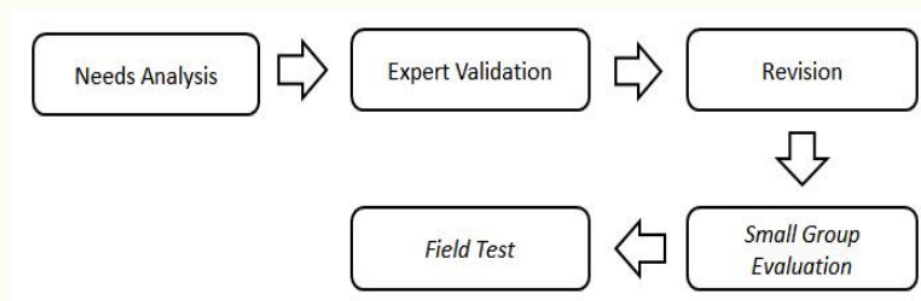 Needs Analysis
Expert Validation
Revision
Small Group
Evaluation
Field Test